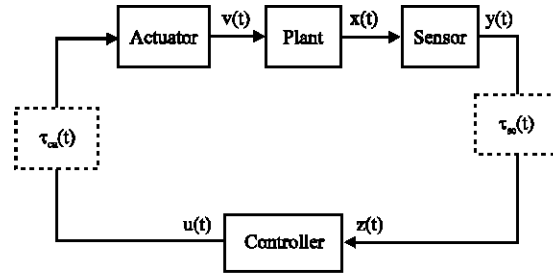 Actuator
v(t)
Plant
x(t)
Sensor
y(t)
τca(t)
τsc(t)
u(t)
Controller
z(t)